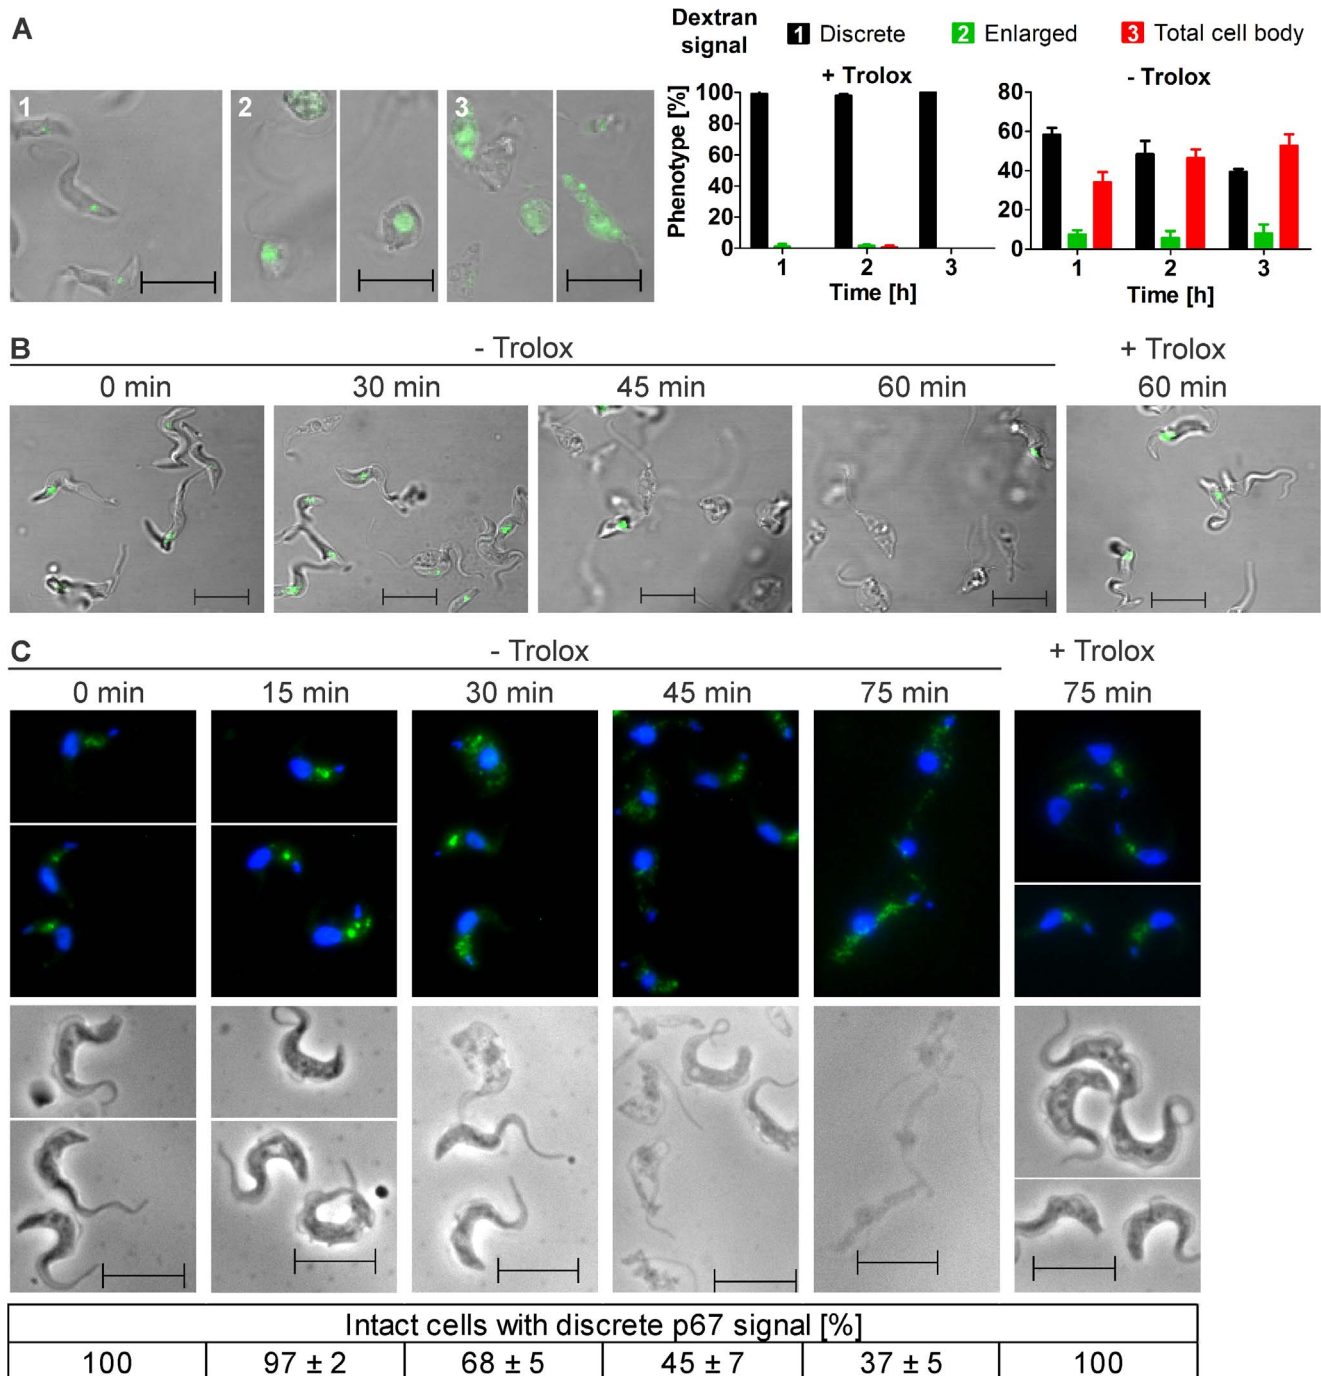 A
Dextran signal
1 Discrete
2 Enlarged
3 Total cell body
1
2
3
+ Trolox
Phenotype [%]
100
80
60
40
20
0
1 2 3
Time [h]
- Trolox
80
60
40
20
0
1 2 3
Time [h]
B
- Trolox
+ Trolox
0 min 30 min 45 min 60 min 60 min
C
- Trolox
+ Trolox
0 min 15 min 30 min 45 min 75 min 75 min
Intact cells with discrete p67 signal [%]
100 97 ± 2 68 ± 5 45 ± 7 37 ± 5 100